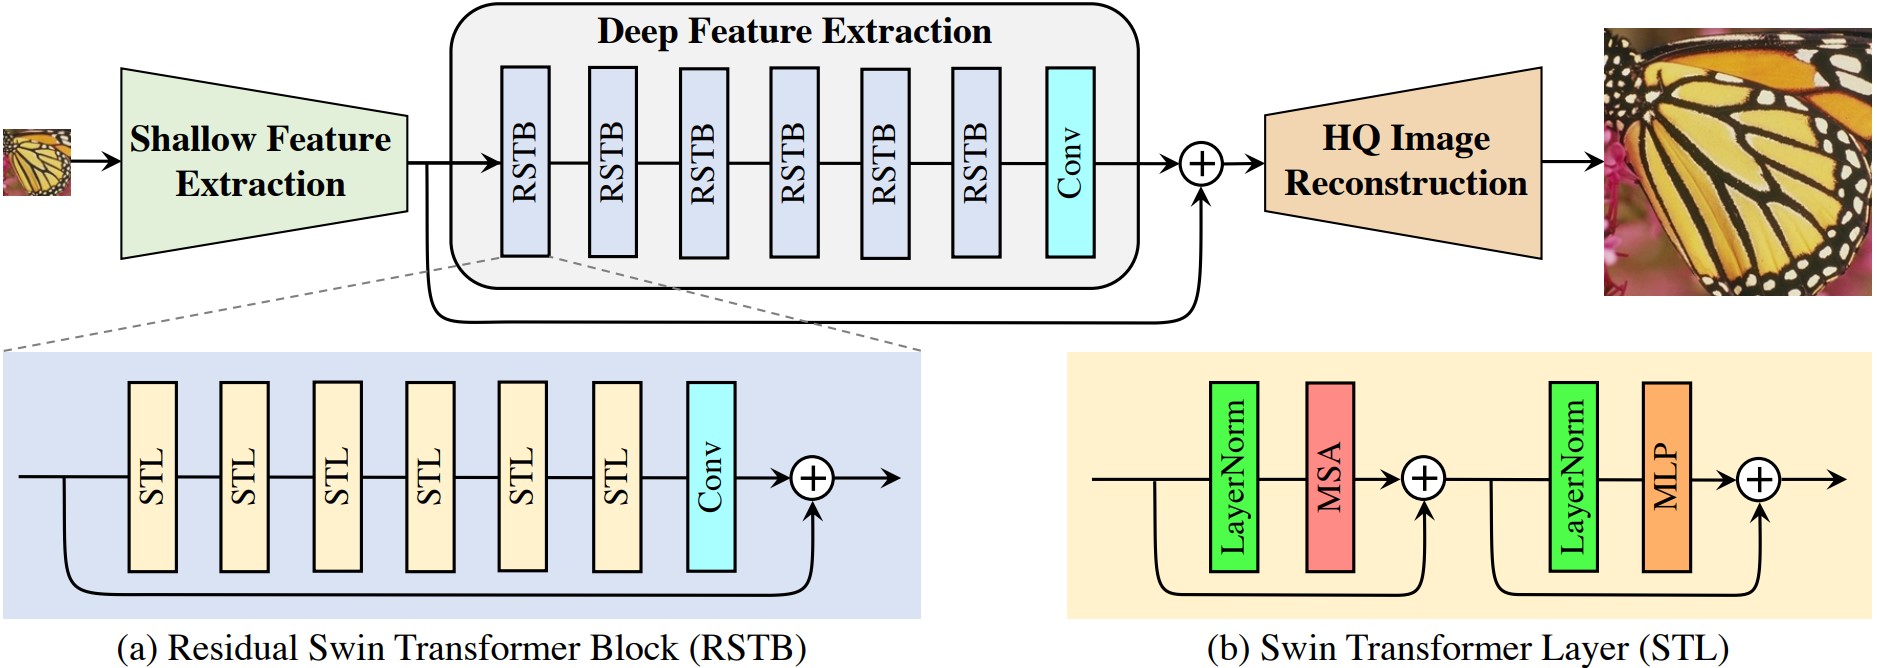 Deep Feature Extraction
Shallow Feature
Extraction
RSTB
RSTB
RSTB
RSTB
RSTB
RSTB
Conv
HQ Image
Reconstruction
STL
STL
STL
STL
STL
STL
Conv
(a) Residual Swin Transformer Block (RSTB)
LayerNorm
MSA
LayerNorm
MLP
(b) Swin Transformer Layer (STL)